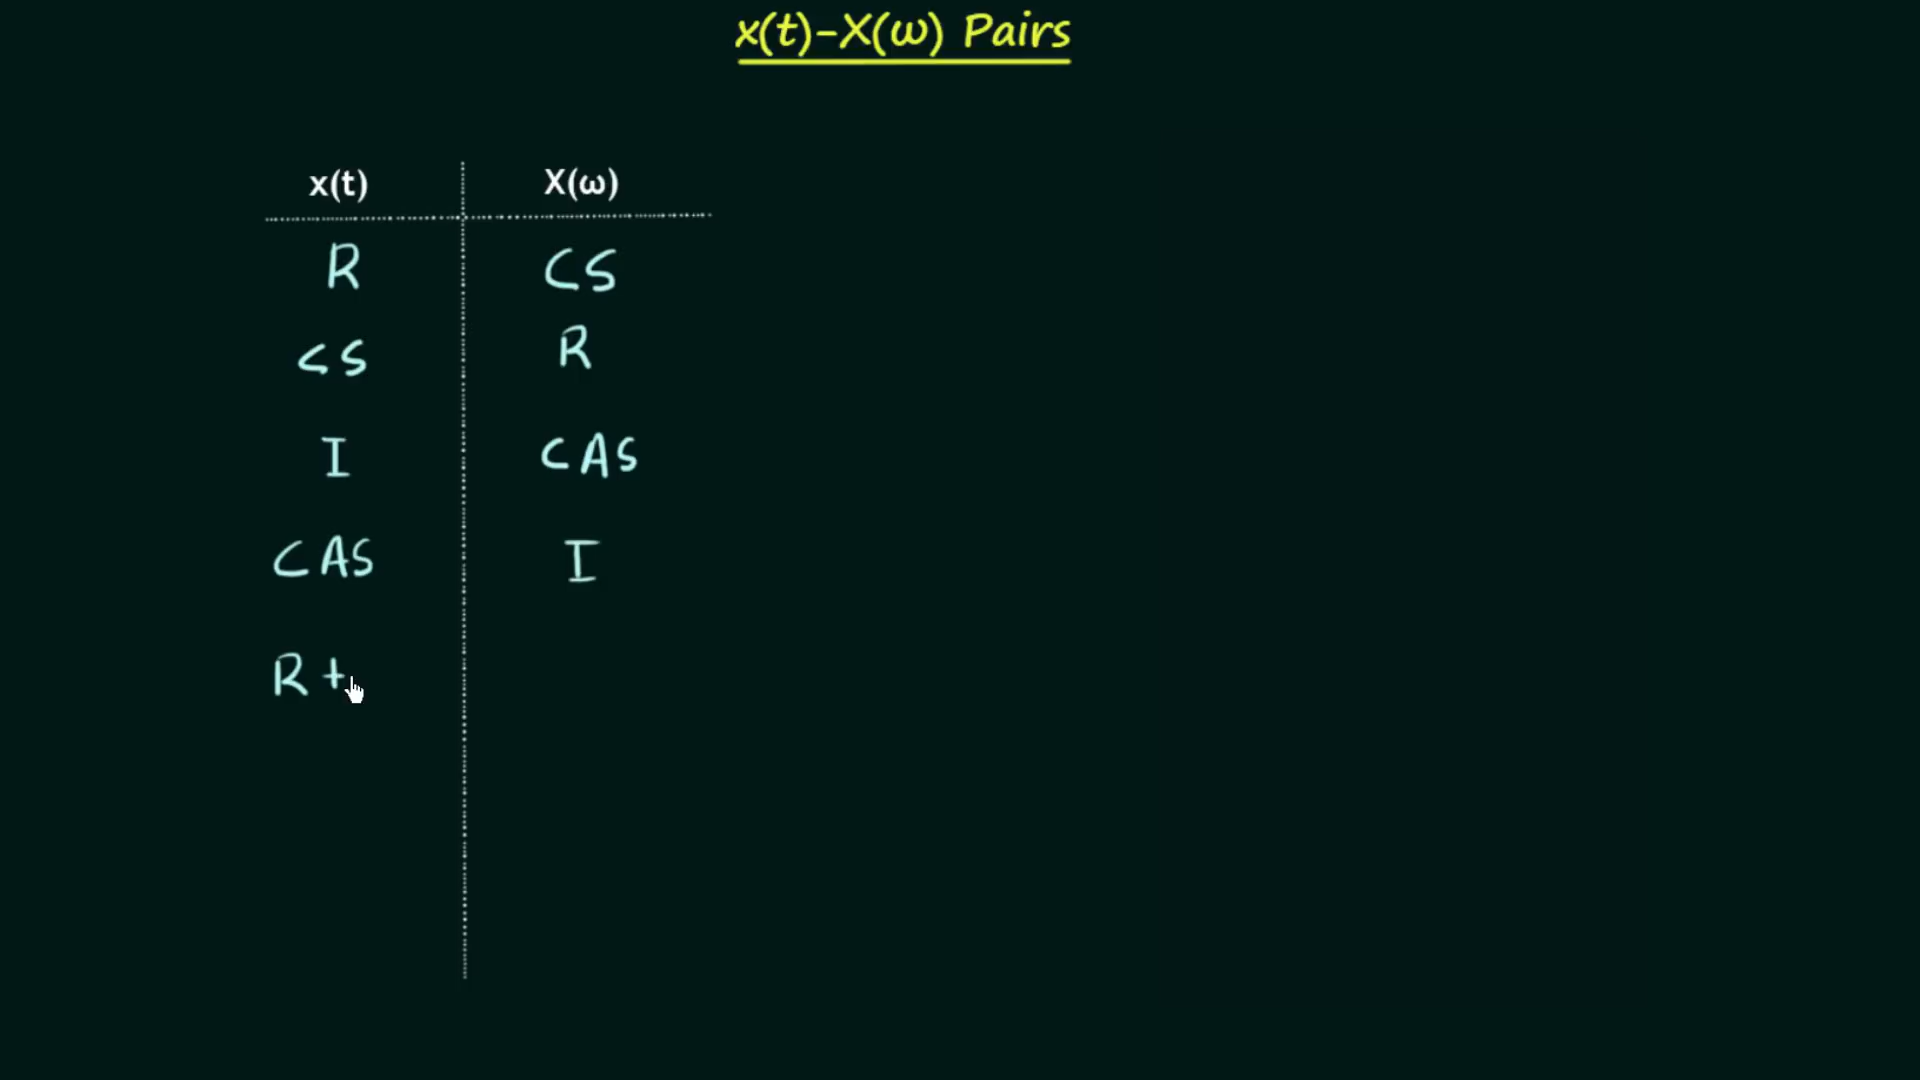 x(t)-X(ω) Pairs
x(t) X(ω)
R CS
CS R
I CAS
CAS I
R +